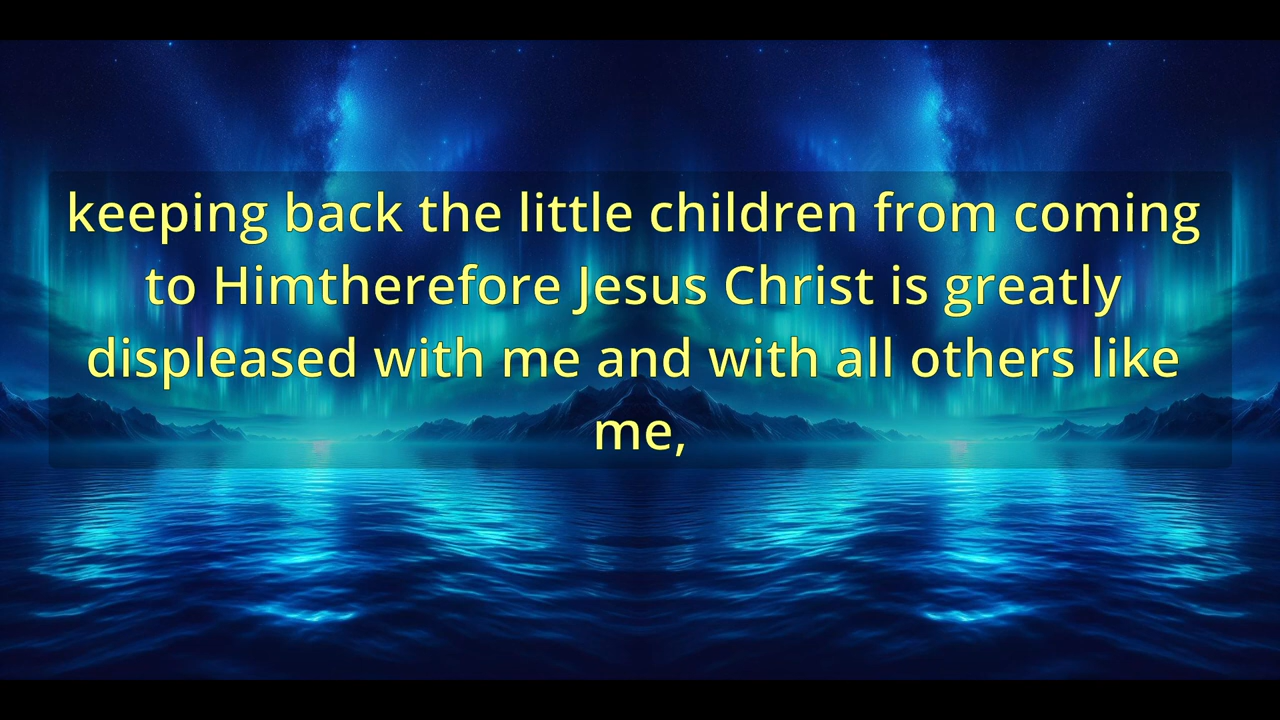 keeping back the little children from coming
to Himtherefore Jesus Christ is greatly
displeased with me and with all others like
me,